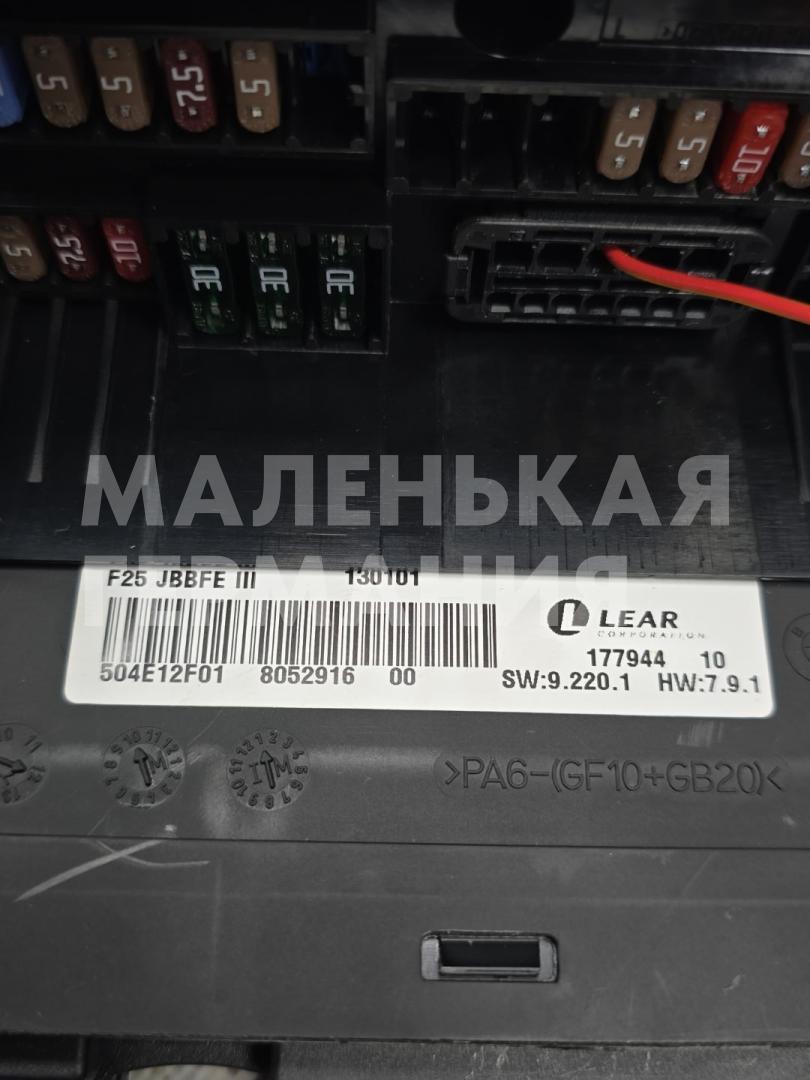 5 5 7.5 5
5 5 10
5 7.5 10
30 30 30
МАЛЕНЬКАЯ
ГЕРМАНИЯ
F25 JBBFE III 130101
LEAR
CORPORATION
177944 10
504E12F01 8052916 00
SW:9.220.1 HW:7.9.1
>PA6-(GF10+GB20)<